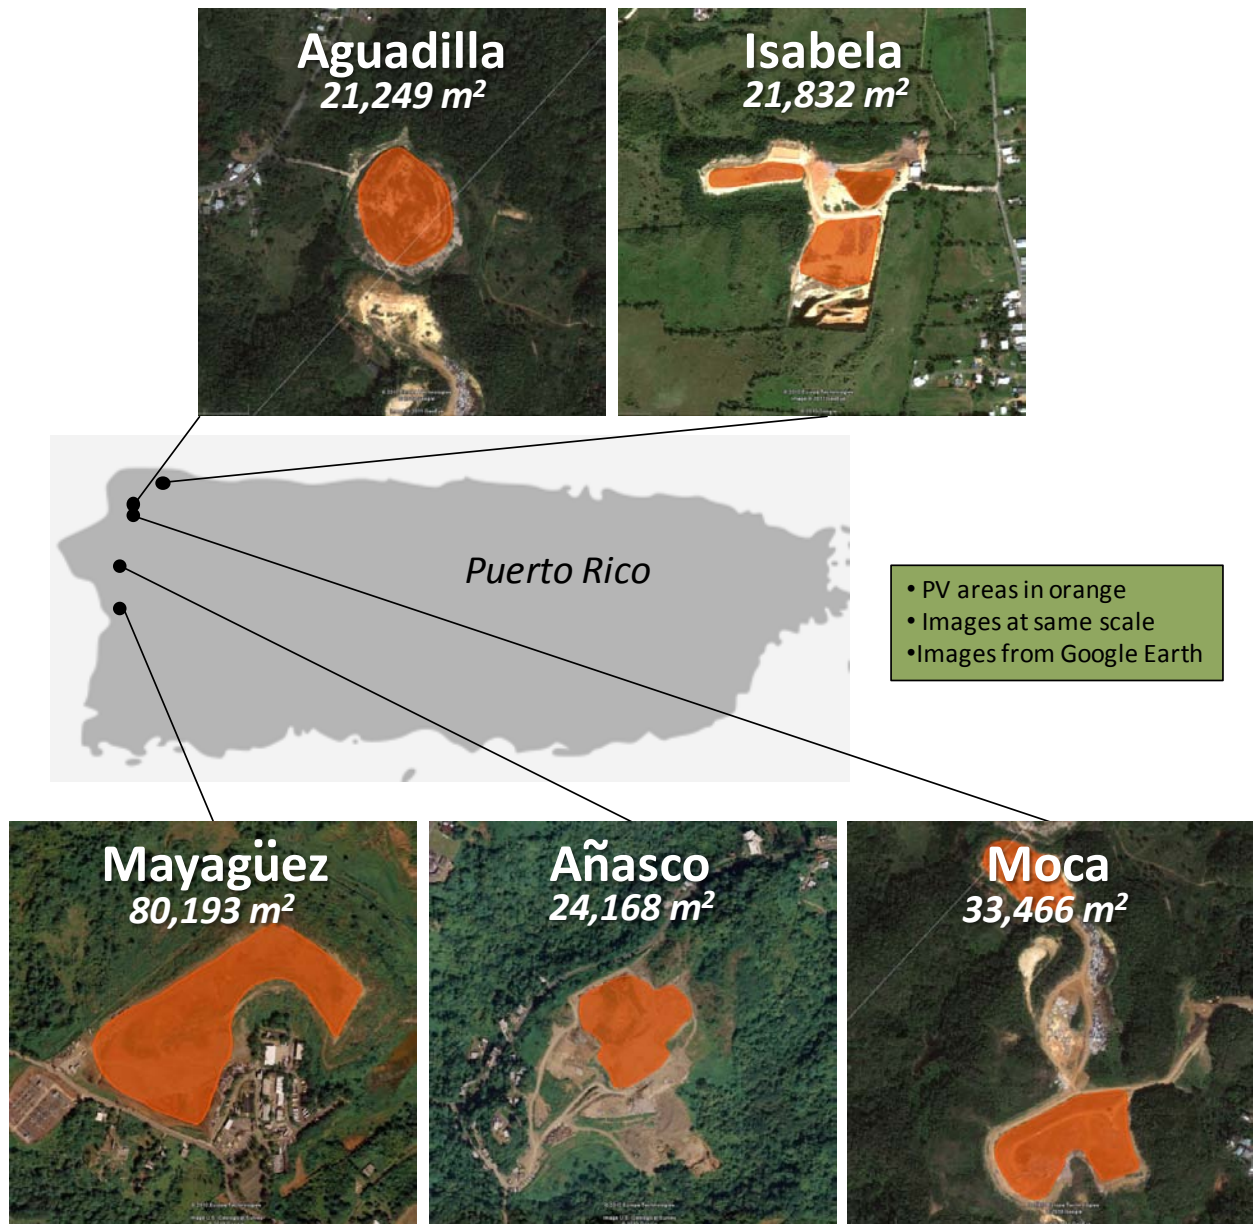 Aguadilla
21,249 m²
Isabela
21,832 m²
Puerto Rico
• PV areas in orange
• Images at same scale
•Images from Google Earth
Mayagüez
80,193 m²
Añasco
24,168 m²
Moca
33,466 m²